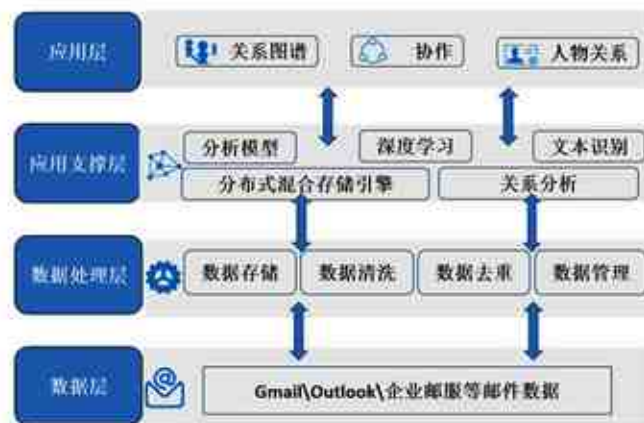 应用层
关系图谱
协作
人物关系
应用支撑层
分析模型
深度学习
文本识别
分布式混合存储引擎
关系分析
数据处理层
数据存储
数据清洗
数据去重
数据管理
数据层
Gmail\Outlook\企业邮服等邮件数据